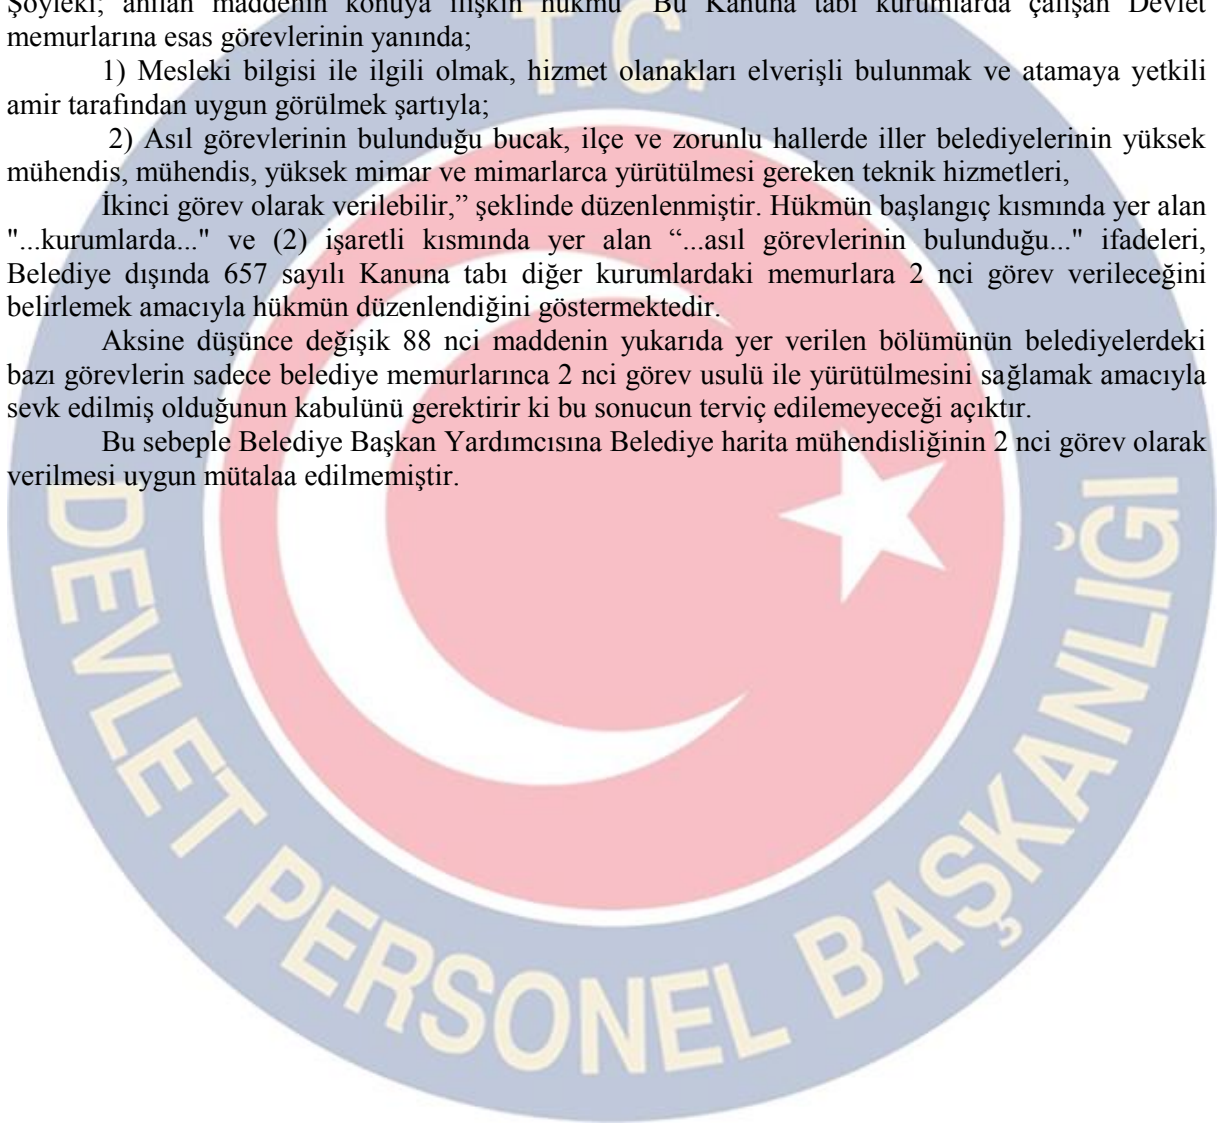 Şöyleki; anılan maddenin konuya ilişkin hükmü "Bu Kanuna tabi kurumlarda çalışan Devlet
memurlarına esas görevlerinin yanında;
1) Mesleki bilgisi ile ilgili olmak, hizmet olanakları elverişli bulunmak ve atamaya yetkili
amir tarafından uygun görülmek şartıyla;
2) Asıl görevlerinin bulunduğu bucak, ilçe ve zorunlu hallerde iller belediyelerinin yüksek
mühendis, mühendis, yüksek mimar ve mimarlarca yürütülmesi gereken teknik hizmetleri,
İkinci görev olarak verilebilir,” şeklinde düzenlenmiştir. Hükmün başlangıç kısmında yer alan
"...kurumlarda..." ve (2) işaretli kısmında yer alan “...asıl görevlerinin bulunduğu..." ifadeleri,
Belediye dışında 657 sayılı Kanuna tabı diğer kurumlardaki memurlara 2 nci görev verileceğini
belirlemek amacıyla hükmün düzenlendiğini göstermektedir.
Aksine düşünce değişik 88 nci maddenin yukarıda yer verilen bölümünün belediyelerdeki
bazı görevlerin sadece belediye memurlarınca 2 nci görev usulü ile yürütülmesini sağlamak amacıyla
sevk edilmiş olduğunun kabulünü gerektirir ki bu sonucun terviç edilemeyeceği açıktır.
Bu sebeple Belediye Başkan Yardımcısına Belediye harita mühendisliğinin 2 nci görev olarak
verilmesi uygun mütalaa edilmemiştir.
T.C.
DEVLET PERSONEL BAŞKANLIĞI